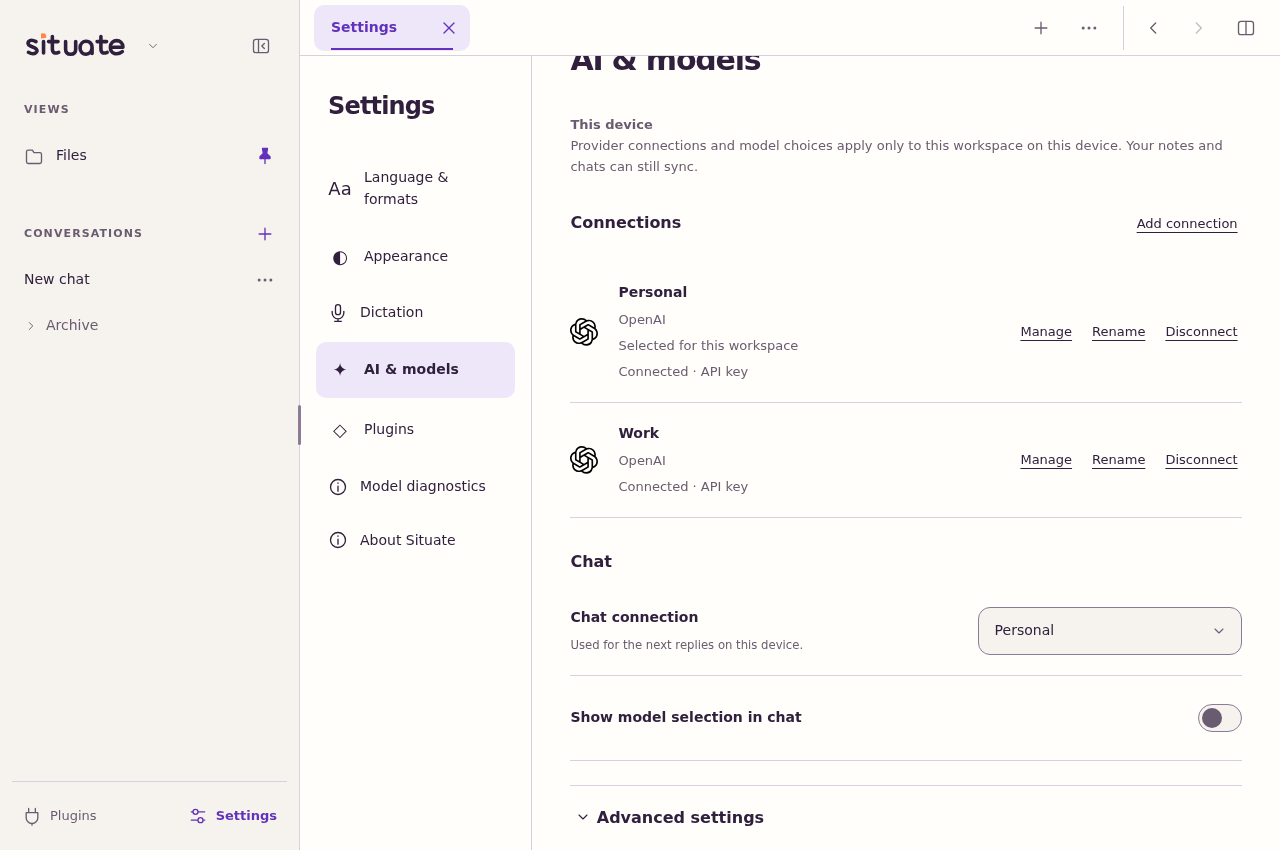 situate
VIEWS
Files
CONVERSATIONS
New chat
Archive
Plugins
Settings
Settings
Settings
Aa Language &
formats
Appearance
Dictation
AI & models
Plugins
Model diagnostics
About Situate
AI & models
This device
Provider connections and model choices apply only to this workspace on this device. Your notes and
chats can still sync.
Connections
Add connection
Personal
OpenAI
Selected for this workspace
Connected · API key
Manage Rename Disconnect
Work
OpenAI
Connected · API key
Manage Rename Disconnect
Chat
Chat connection
Used for the next replies on this device.
Personal
Show model selection in chat
Advanced settings